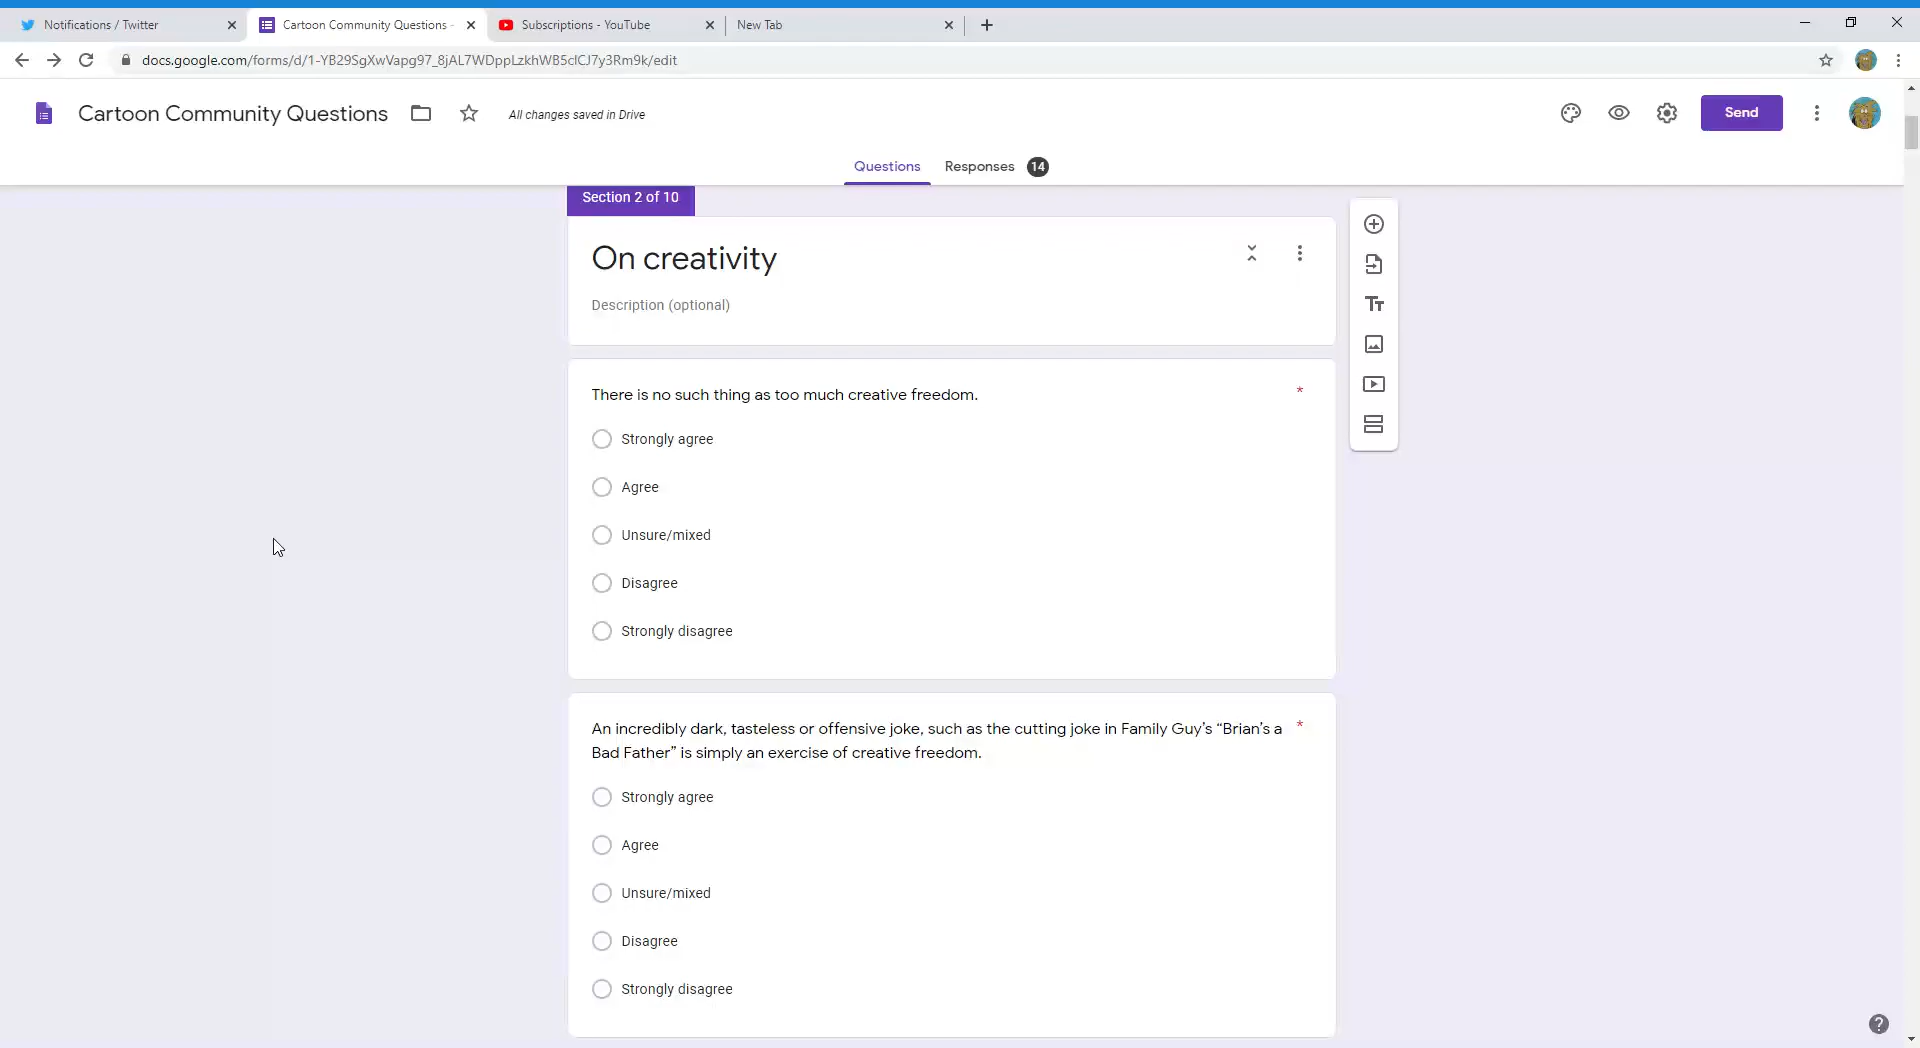 Notifications / Twitter
Cartoon Community Questions -
Subscriptions - YouTube
New Tab
docs.google.com/forms/d/1-YB29SgXwVapg97_8jAL7WDppLzkhWB5clCJ7y3Rm9k/edit
Cartoon Community Questions
All changes saved in Drive
Send
Questions
Responses 14
Section 2 of 10
On creativity
Description (optional)
There is no such thing as too much creative freedom. *
Strongly agree
Agree
Unsure/mixed
Disagree
Strongly disagree
An incredibly dark, tasteless or offensive joke, such as the cutting joke in Family Guy’s “Brian’s a *
Bad Father” is simply an exercise of creative freedom.
Strongly agree
Agree
Unsure/mixed
Disagree
Strongly disagree